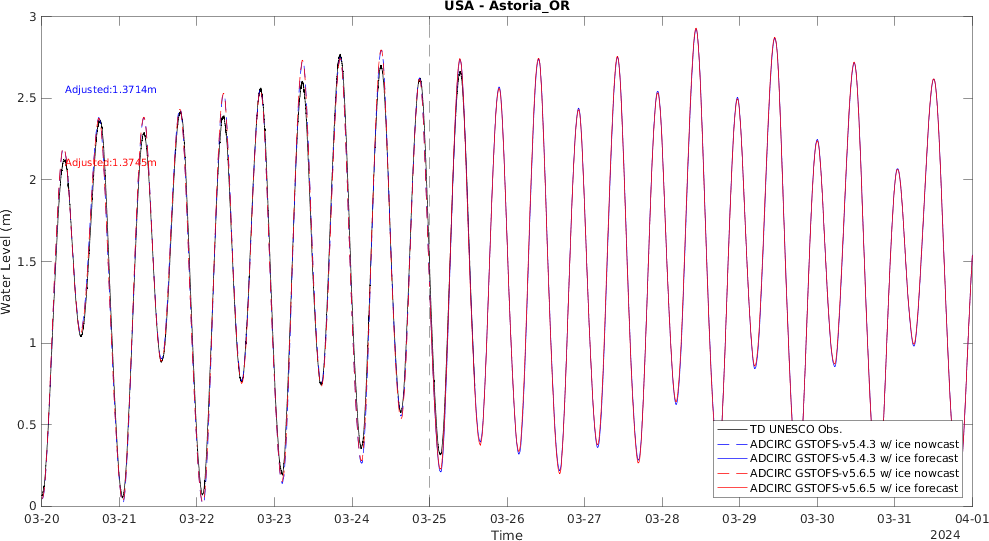 USA - Astoria_OR
3
2.5
2
1.5
1
0.5
0
Water Level (m)
Adjusted:1.3714m
Adjusted:1.3745m
TD UNESCO Obs.
ADCIRC GSTOFS-v5.4.3 w/ ice nowcast
ADCIRC GSTOFS-v5.4.3 w/ ice forecast
ADCIRC GSTOFS-v5.6.5 w/ ice nowcast
ADCIRC GSTOFS-v5.6.5 w/ ice forecast
03-20 03-21 03-22 03-23 03-24 03-25 03-26 03-27 03-28 03-29 03-30 03-31 04-01
Time
2024